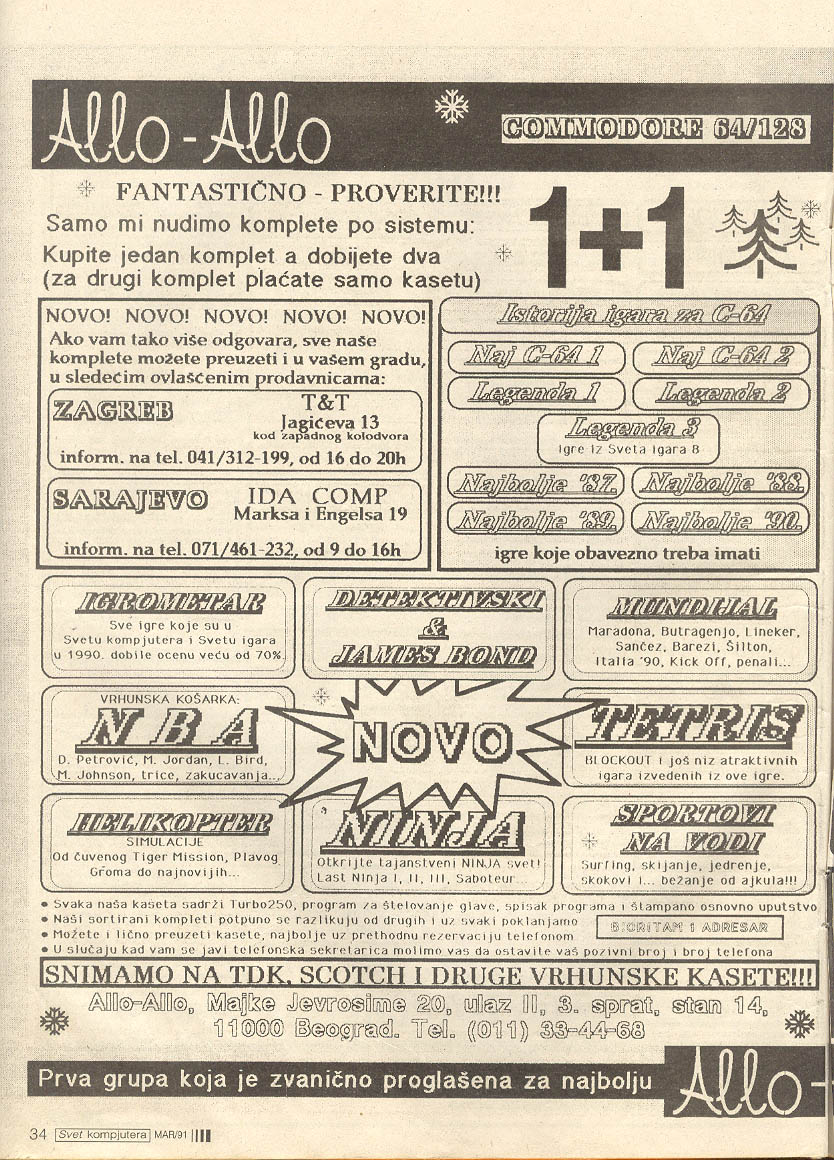 Allo-Allo
COMMODORE 64/128
FANTASTIČNO - PROVERITE!!!
Samo mi nudimo komplete po sistemu:
Kupite jedan komplet a dobijete dva
(za drugi komplet plaćate samo kasetu)
1+1
NOVO! NOVO! NOVO! NOVO! NOVO!
Ako vam tako više odgovara, sve naše
komplete možete preuzeti i u vašem gradu,
u sledećim ovlašćenim prodavnicama:
ZAGREB
T&T
Jagićeva 13
kod zapadnog kolodvora
inform. na tel. 041/312-199, od 16 do 20h
SARAJEVO
IDA COMP
Marksa i Engelsa 19
inform. na tel. 071/461-232, od 9 do 16h
Istorija igara za C-64
Naj C-64 1
Naj C-64 2
Legenda 1
Legenda 2
Legenda 3
Igre iz Sveta igara 8
Najbolje '87.
Najbolje '88.
Najbolje '89.
Najbolje '90.
igre koje obavezno treba imati
IGROMETAR
Sve igre koje su u
Svetu kompjutera i Svetu igara
u 1990. dobile ocenu veću od 70%.
DETEKTIVSKI
&
JAMES BOND
MUNDIJAL
Maradona, Butragenjo, Lineker,
Sančez, Barezi, Šilton,
Italia '90, Kick Off, penali...
VRHUNSKA KOŠARKA:
NBA
D. Petrović, M. Jordan, L. Bird,
M. Johnson, trice, zakucavanja...
NOVO
TETRIS
BLOCKOUT i još niz atraktivnih
igara izvedenih iz ove igre.
HELIKOPTER
SIMULACIJE
Od čuvenog Tiger Mission, Plavog
Groma do najnovijih...
NINJA
Otkrijte tajanstveni NINJA svet!
Last Ninja I, II, III, Saboteur...
SPORTOVI
NA VODI
Surfing, skijanje, jedrenje,
skokovi i... bežanje od ajkula!!!
• Svaka naša kaseta sadrži Turbo250, program za štelovanje glave, spisak programa i štampano osnovno uputstvo
• Naši sortirani kompleti potpuno se razlikuju od drugih i uz svaki poklanjamo
BIORITAM I ADRESAR
• Možete i lično preuzeti kasete, najbolje uz prethodnu rezervaciju telefonom
• U slučaju kad vam se javi telefonska sekretarica molimo vas da ostavite vaš pozivni broj i broj telefona
SNIMAMO NA TDK, SCOTCH I DRUGE VRHUNSKE KASETE!!!
Allo-Allo, Majke Jevrosime 20, ulaz II, 3. sprat, stan 14,
11000 Beograd. Tel. (011) 33-44-68
Prva grupa koja je zvanično proglašena za najbolju
Allo-
34 Svet kompjutera MAR/91